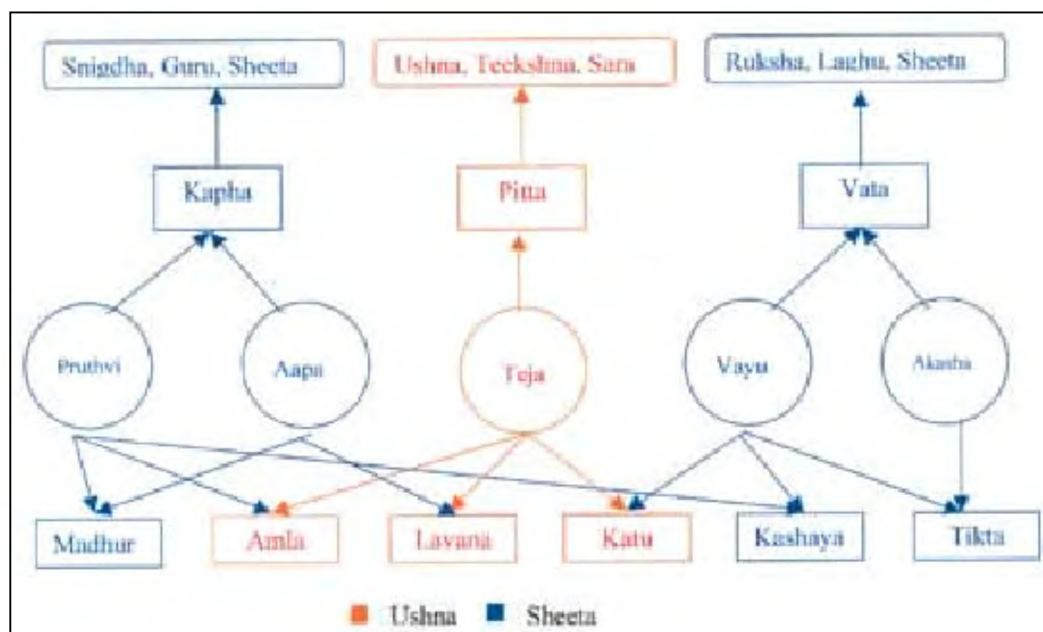 Snigdha, Guru, Sheeta
Ushna, Teekshna, Sara
Ruksha, Laghu, Sheeta
Kapha
Pitta
Vata
Pruthvi
Aapa
Teja
Vayu
Akasha
Madhur
Amla
Lavana
Katu
Kashaya
Tikta
Ushna
Sheeta